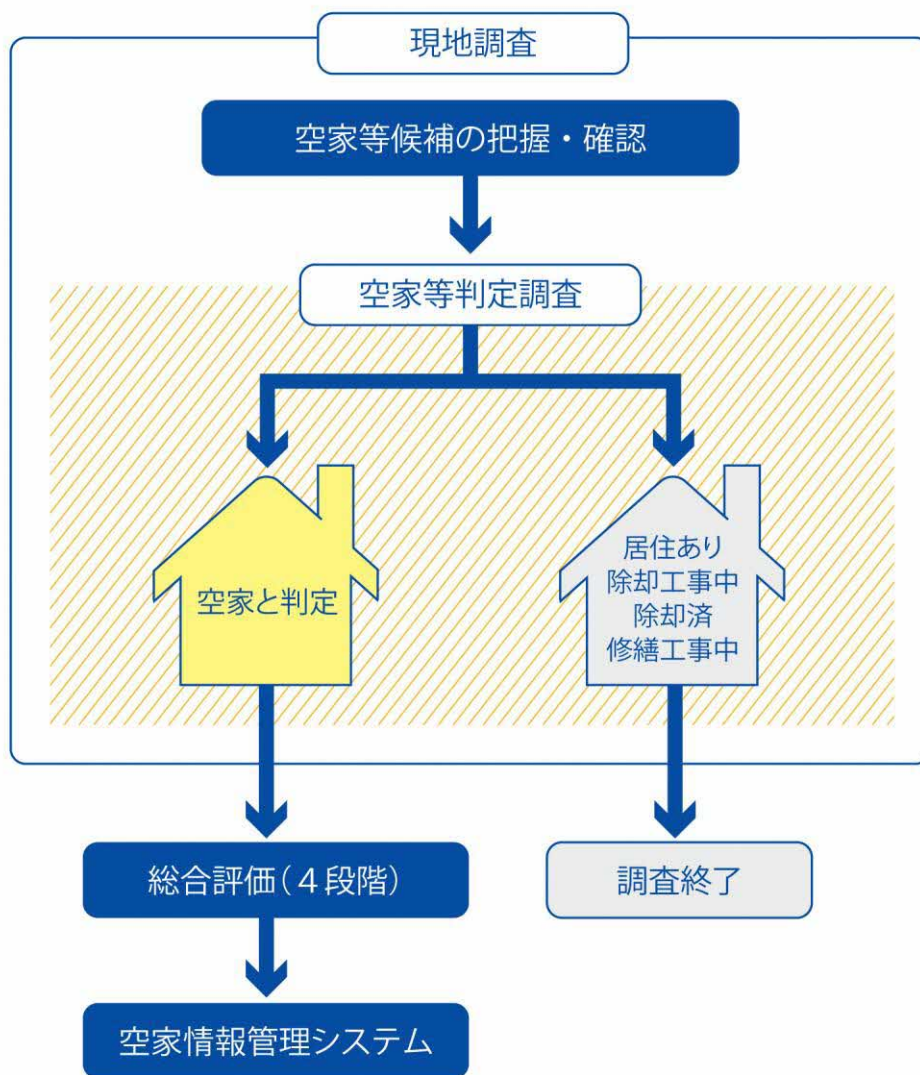 現地調査
空家等候補の把握・確認
空家等判定調査
空家と判定
居住あり
除却工事中
除却済
修繕工事中
総合評価(４段階)
調査終了
空家情報管理システム